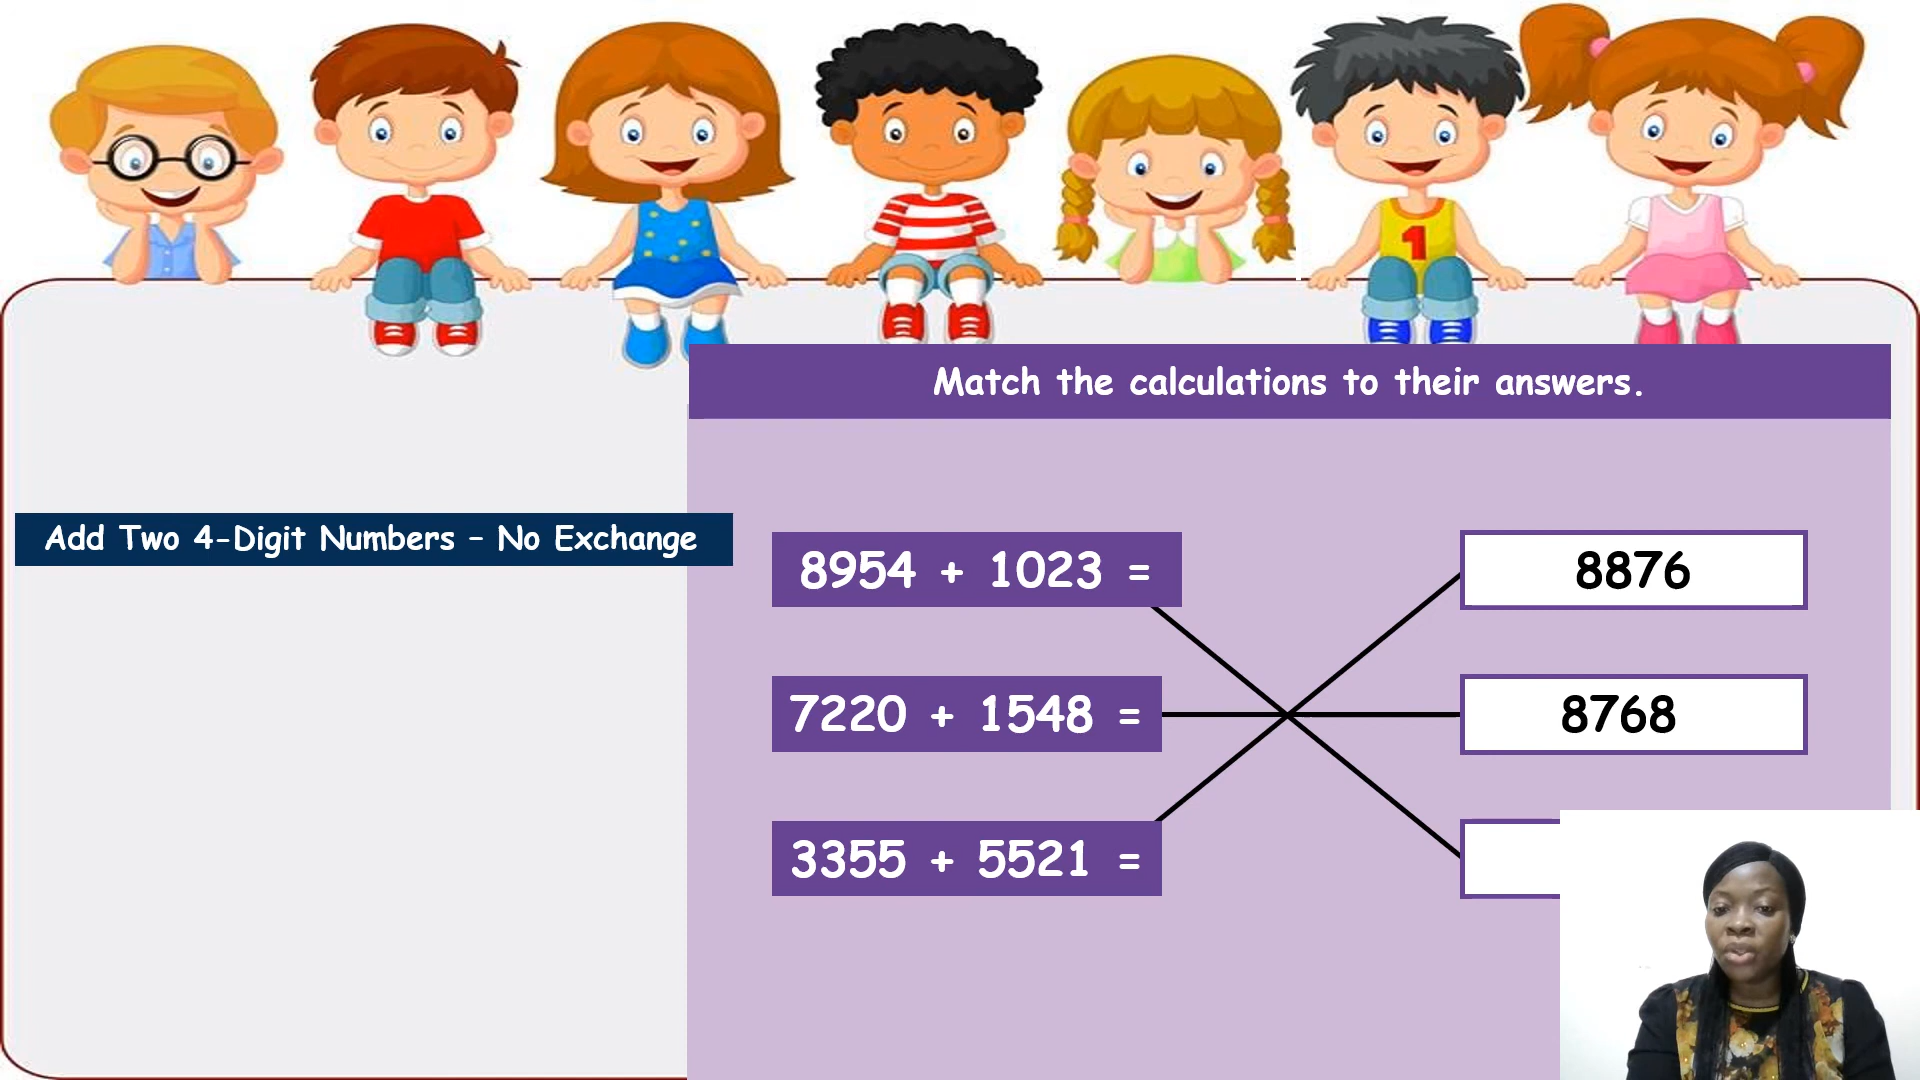 1
Match the calculations to their answers.
Add Two 4-Digit Numbers – No Exchange
8954 + 1023 =
8876
7220 + 1548 =
8768
3355 + 5521 =